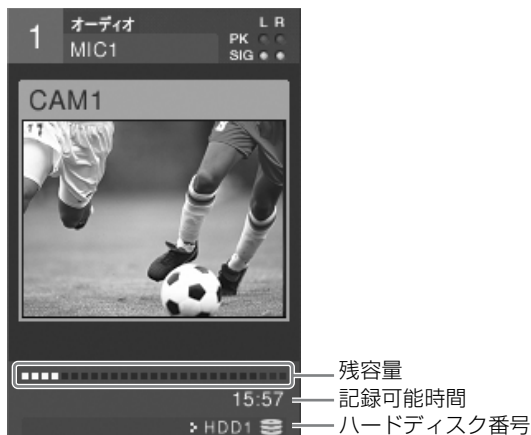 1
オーディオ
MIC1
L R
PK
SIG
CAM1
残容量
15:57
記録可能時間
HDD1
ハードディスク番号